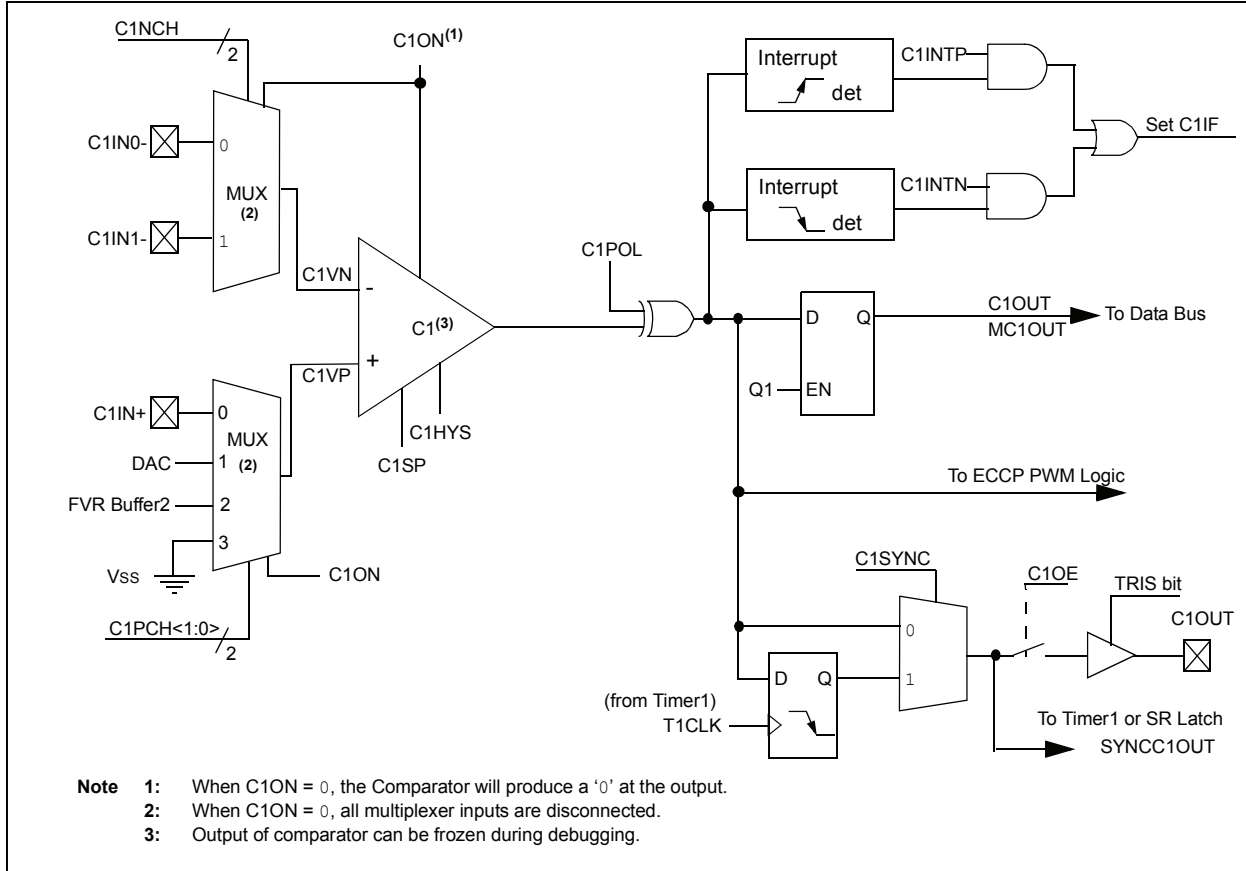 C1NCH
2
C1ON(1)
C1IN0-
0
MUX
(2)
C1IN1-
1
C1VN
-
C1(3)
+
C1VP
C1HYS
C1SP
C1IN+
0
MUX
(2)
DAC
1
FVR Buffer2
2
3
VSS
C1ON
C1PCH<1:0>
2
C1POL
Interrupt
det
C1INTP
Interrupt
det
C1INTN
Set C1IF
D Q
Q1
EN
C1OUT
MC1OUT
To Data Bus
To ECCP PWM Logic
C1SYNC
0
1
D Q
(from Timer1)
T1CLK
C1OE
TRIS bit
C1OUT
To Timer1 or SR Latch
SYNCC1OUT
Note 1: When C1ON = 0, the Comparator will produce a ‘0’ at the output.
2: When C1ON = 0, all multiplexer inputs are disconnected.
3: Output of comparator can be frozen during debugging.